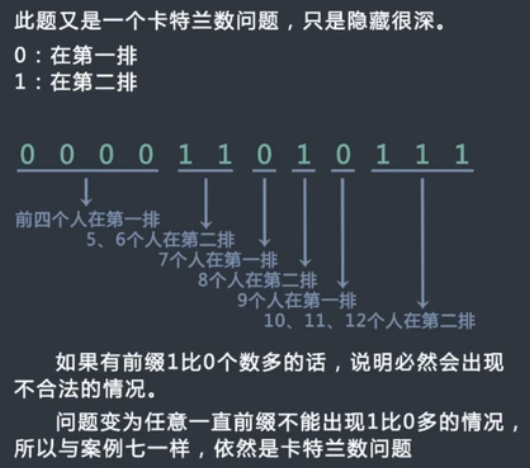 此题又是一个卡特兰数问题，只是隐藏很深。
0：在第一排
1：在第二排
0 0 0 0 1 1 0 1 0 1 1 1
前四个人在第一排
5、6个人在第二排
7个人在第一排
8个人在第二排
9个人在第一排
10、11、12个人在第二排
如果有前缀1比0个数多的话，说明必然会出现
不合法的情况。
问题变为任意一直前缀不能出现1比0多的情况，
所以与案例七一样，依然是卡特兰数问题